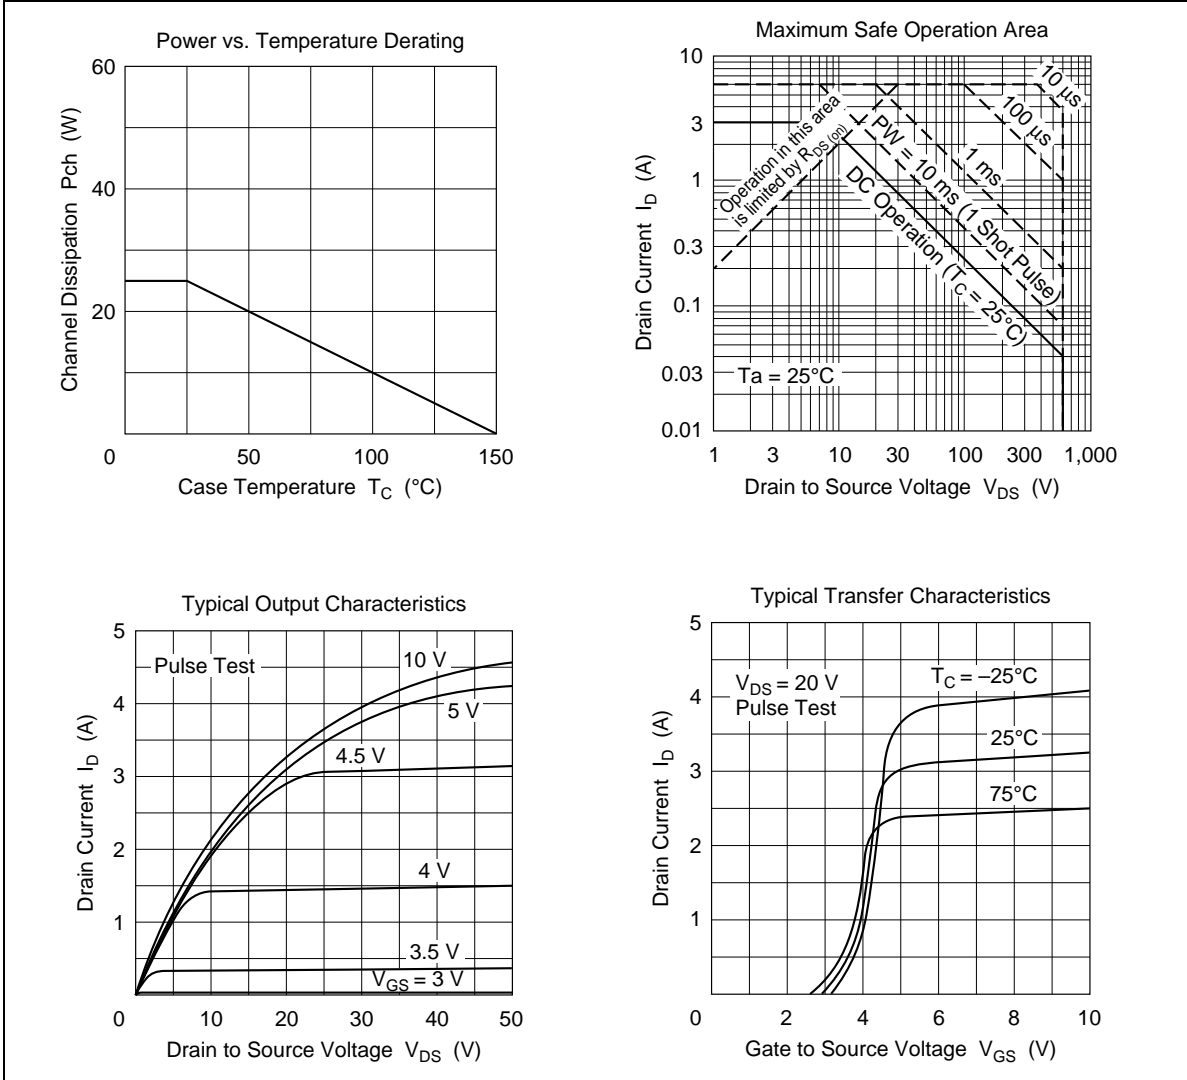 Power vs. Temperature Derating
60
40
20
0
50
100
150
Channel Dissipation Pch (W)
Case Temperature TC (°C)
Maximum Safe Operation Area
10
3
1
0.3
0.1
0.03
0.01
1
3
10
30
100
300
1,000
Drain Current ID (A)
Drain to Source Voltage VDS (V)
Operation in this area
is limited by RDS (on)
10 µs
100 µs
1 ms
PW = 10 ms (1 Shot Pulse)
DC Operation (TC = 25°C)
Ta = 25°C
Typical Output Characteristics
5
4
3
2
1
0
10
20
30
40
50
Drain Current ID (A)
Drain to Source Voltage VDS (V)
Pulse Test
10 V
5 V
4.5 V
4 V
3.5 V
VGS = 3 V
Typical Transfer Characteristics
5
4
3
2
1
0
2
4
6
8
10
Drain Current ID (A)
Gate to Source Voltage VGS (V)
VDS = 20 V
Pulse Test
TC = –25°C
25°C
75°C